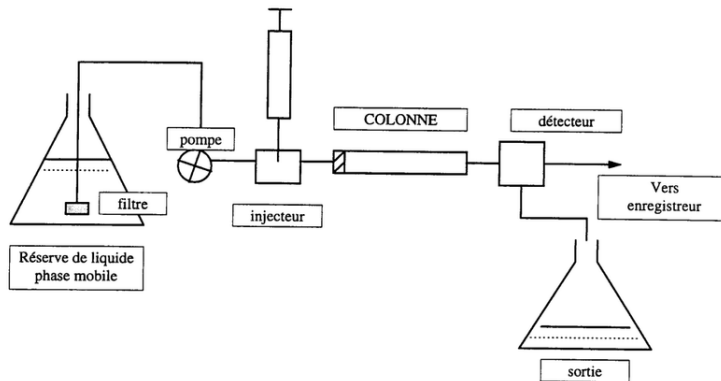 COLONNE
détecteur
pompe
Vers
enregistreur
filtre
injecteur
Réserve de liquide
phase mobile
sortie